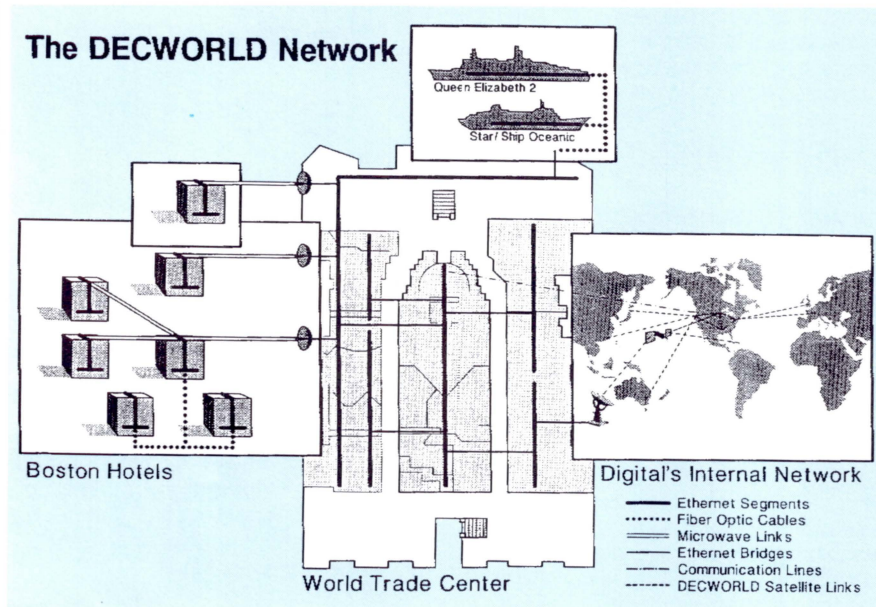 The DECWORLD Network
Queen Elizabeth 2
Star/Ship Oceanic
Boston Hotels
Digital's Internal Network
Ethernet Segments
Fiber Optic Cables
Microwave Links
Ethernet Bridges
Communication Lines
DECWORLD Satellite Links
World Trade Center